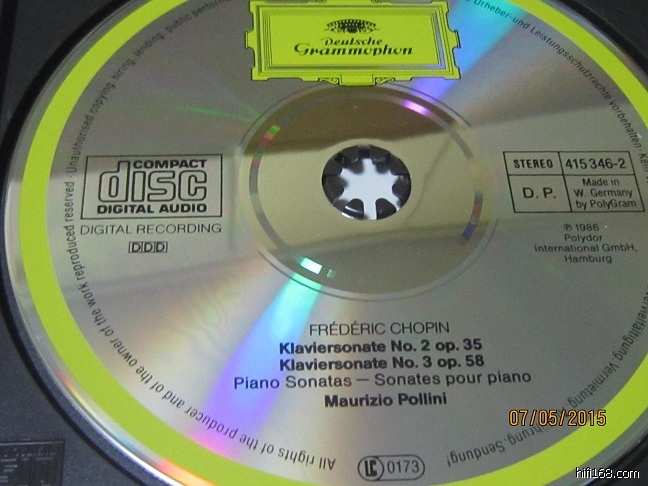 Deutsche
Grammophon
Unauthorised copying, hiring, lending, public performance
Urheber- und Leistungsschutzrechte vorbehalten · Kein
COMPACT
disc
DIGITAL AUDIO
DIGITAL RECORDING
DDD
STEREO
415 346-2
D. P.
Made in
W. Germany
by PolyGram
℗ 1986
Polydor
International GmbH,
Hamburg
FRÉDÉRIC CHOPIN
Klaviersonate No. 2 op. 35
Klaviersonate No. 3 op. 58
Piano Sonatas — Sonates pour piano
Maurizio Pollini
LC 0173
All rights of the producer and of the owner of the work reproduced reserved ·
Vervielfältigung, Vermietung,
Sendung!
07/05/2015
hifi168.com